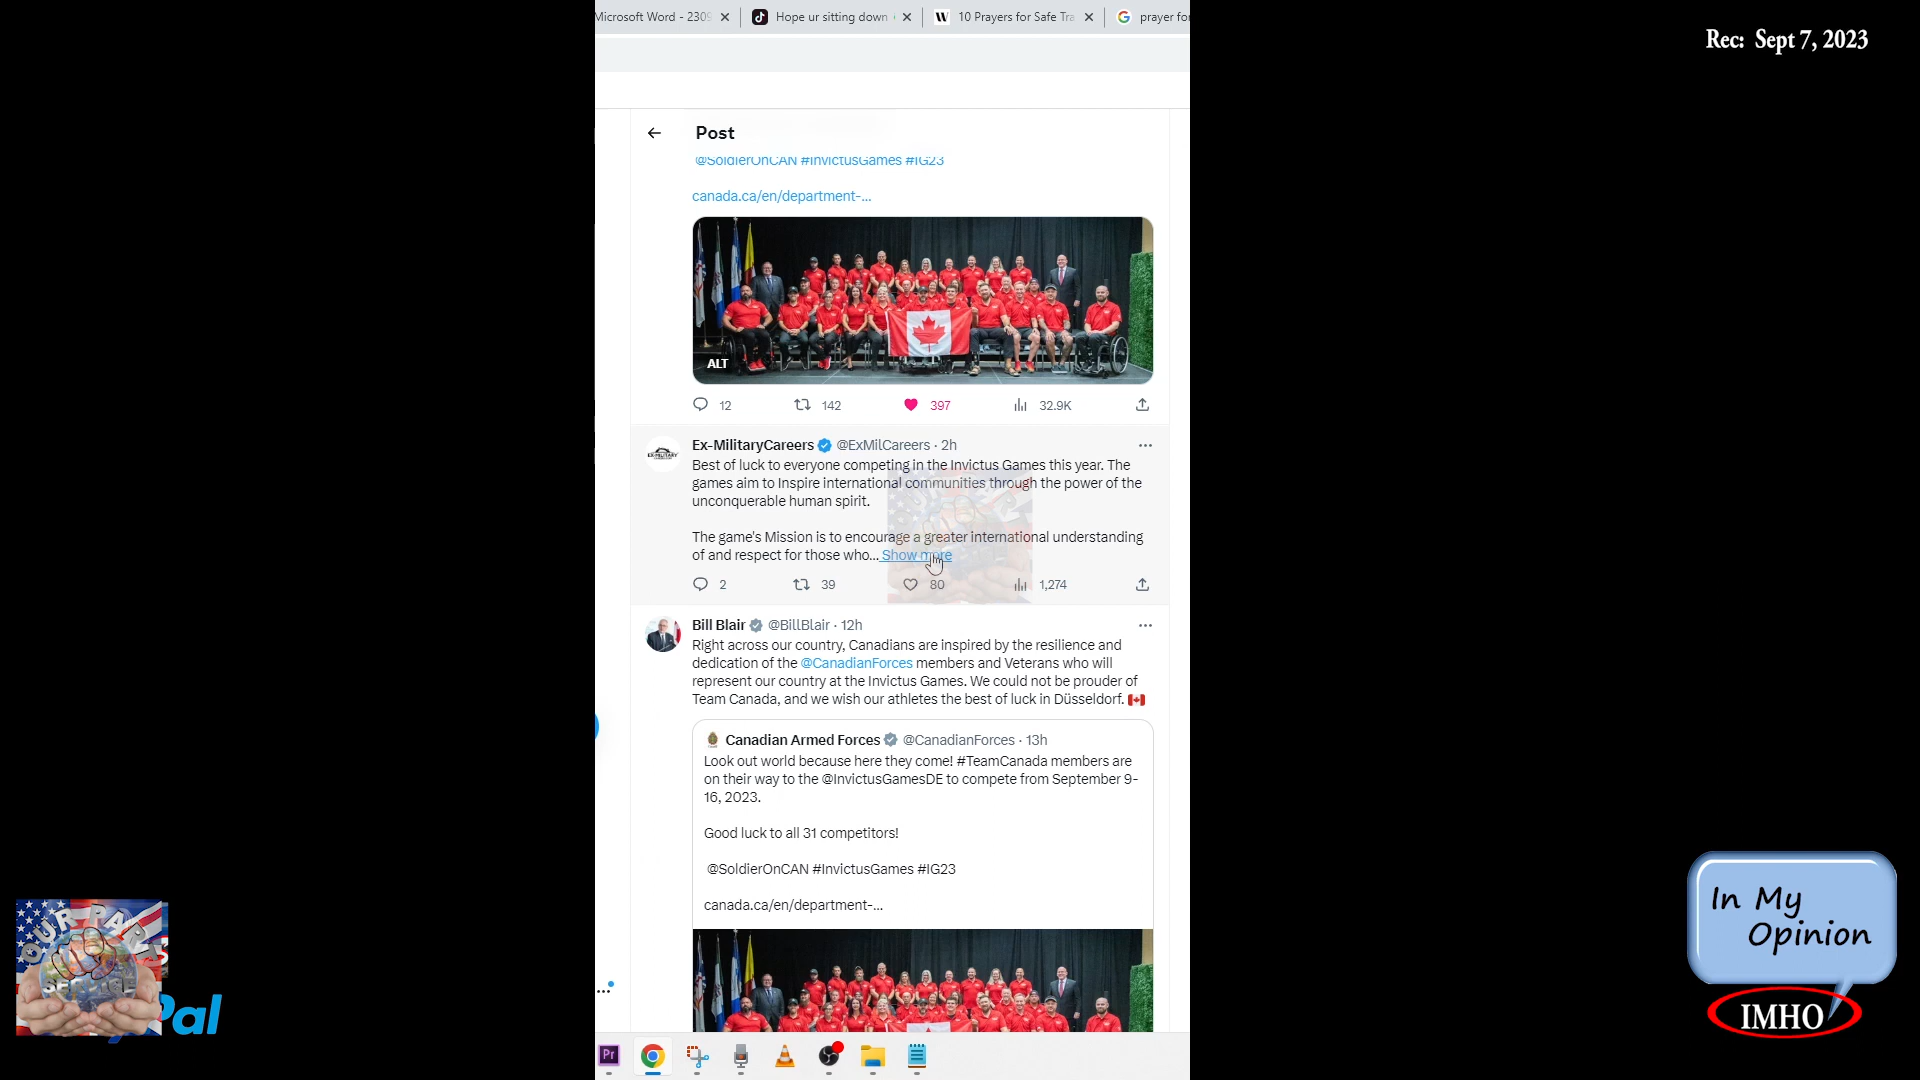 Microsoft Word - 2309
Hope ur sitting down
10 Prayers for Safe Tra
prayer for
Rec: Sept 7, 2023
Post
@SoldierOnCAN #InvictusGames #IG23
canada.ca/en/department-...
ALT
12 142 397 32.9K
Ex-MilitaryCareers @ExMilCareers · 2h
Best of luck to everyone competing in the Invictus Games this year. The
games aim to Inspire international communities through the power of the
unconquerable human spirit.
The game's Mission is to encourage a greater international understanding
of and respect for those who... Show more
2 39 80 1,274
Bill Blair @BillBlair · 12h
Right across our country, Canadians are inspired by the resilience and
dedication of the @CanadianForces members and Veterans who will
represent our country at the Invictus Games. We could not be prouder of
Team Canada, and we wish our athletes the best of luck in Düsseldorf.
Canadian Armed Forces @CanadianForces · 13h
Look out world because here they come! #TeamCanada members are
on their way to the @InvictusGamesDE to compete from September 9-
16, 2023.
Good luck to all 31 competitors!
@SoldierOnCAN #InvictusGames #IG23
canada.ca/en/department-...
Pr
OUR PART
SERVICE
Pal
In My
Opinion
IMHO